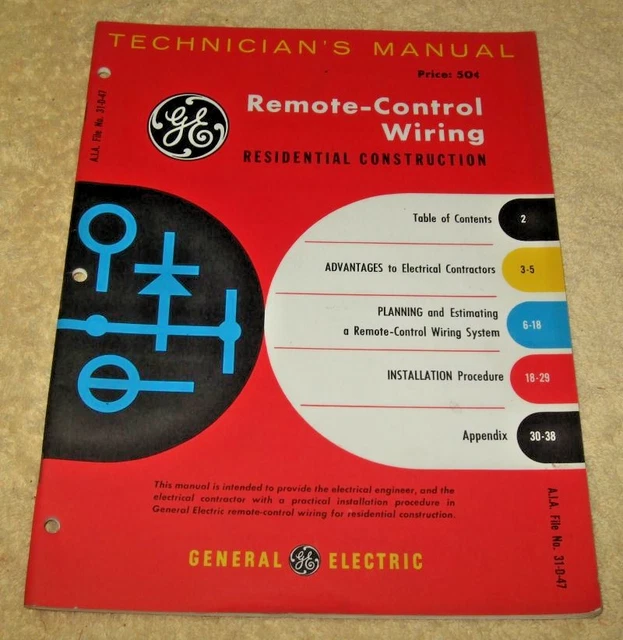 TECHNICIAN'S MANUAL
Price: 50¢
A.I.A. File No. 31-D-47
GE
Remote-Control
Wiring
RESIDENTIAL CONSTRUCTION
Table of Contents 2
ADVANTAGES to Electrical Contractors 3-5
PLANNING and Estimating
a Remote-Control Wiring System 6-18
INSTALLATION Procedure 18-29
Appendix 30-38
This manual is intended to provide the electrical engineer, and the
electrical contractor with a practical installation procedure in
General Electric remote-control wiring for residential construction.
A.I.A. File No. 31-D-47
GENERAL GE ELECTRIC